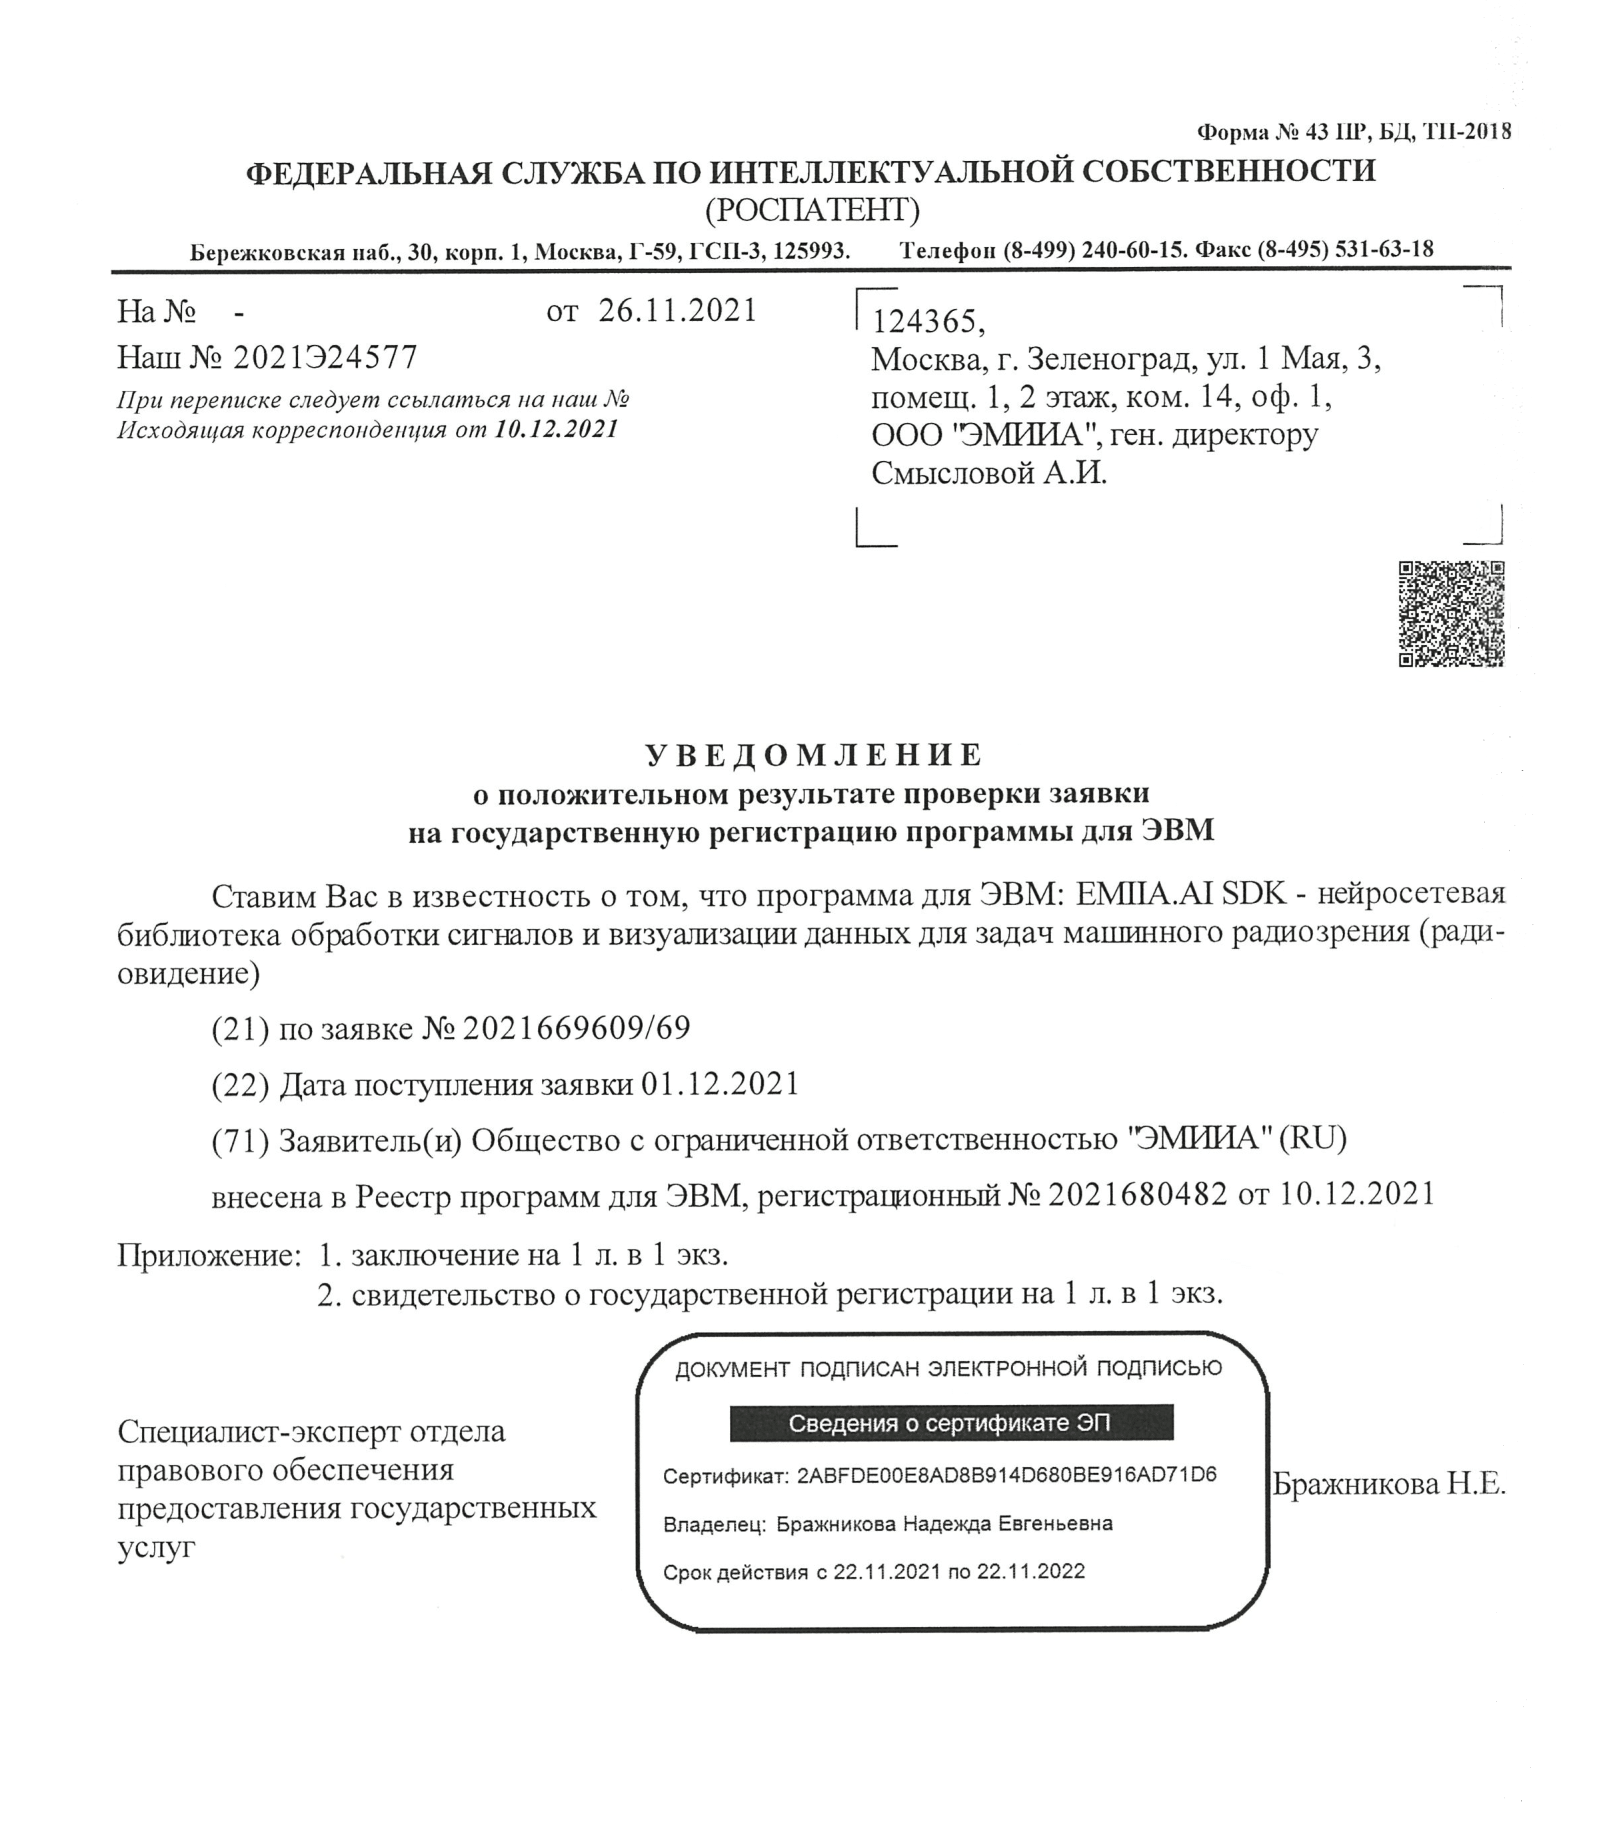 Форма № 43 ПР, БД, ТП-2018
ФЕДЕРАЛЬНАЯ СЛУЖБА ПО ИНТЕЛЛЕКТУАЛЬНОЙ СОБСТВЕННОСТИ
(РОСПАТЕНТ)
Бережковская наб., 30, корп. 1, Москва, Г-59, ГСП-3, 125993. Телефон (8-499) 240-60-15. Факс (8-495) 531-63-18
На № - от 26.11.2021
Наш № 2021Э24577
При переписке следует ссылаться на наш №
Исходящая корреспонденция от 10.12.2021
124365,
Москва, г. Зеленоград, ул. 1 Мая, 3,
помещ. 1, 2 этаж, ком. 14, оф. 1,
ООО "ЭМИИА", ген. директору
Смысловой А.И.
УВЕДОМЛЕНИЕ
о положительном результате проверки заявки
на государственную регистрацию программы для ЭВМ
Ставим Вас в известность о том, что программа для ЭВМ: EMIIA.AI SDK - нейросетевая
библиотека обработки сигналов и визуализации данных для задач машинного радиозрения (ради-
овидение)
(21) по заявке № 2021669609/69
(22) Дата поступления заявки 01.12.2021
(71) Заявитель(и) Общество с ограниченной ответственностью "ЭМИИА" (RU)
внесена в Реестр программ для ЭВМ, регистрационный № 2021680482 от 10.12.2021
Приложение: 1. заключение на 1 л. в 1 экз.
2. свидетельство о государственной регистрации на 1 л. в 1 экз.
Специалист-эксперт отдела
правового обеспечения
предоставления государственных
услуг
ДОКУМЕНТ ПОДПИСАН ЭЛЕКТРОННОЙ ПОДПИСЬЮ
Сведения о сертификате ЭП
Сертификат: 2ABFDE00E8AD8B914D680BE916AD71D6
Владелец: Бражникова Надежда Евгеньевна
Срок действия с 22.11.2021 по 22.11.2022
Бражникова Н.Е.